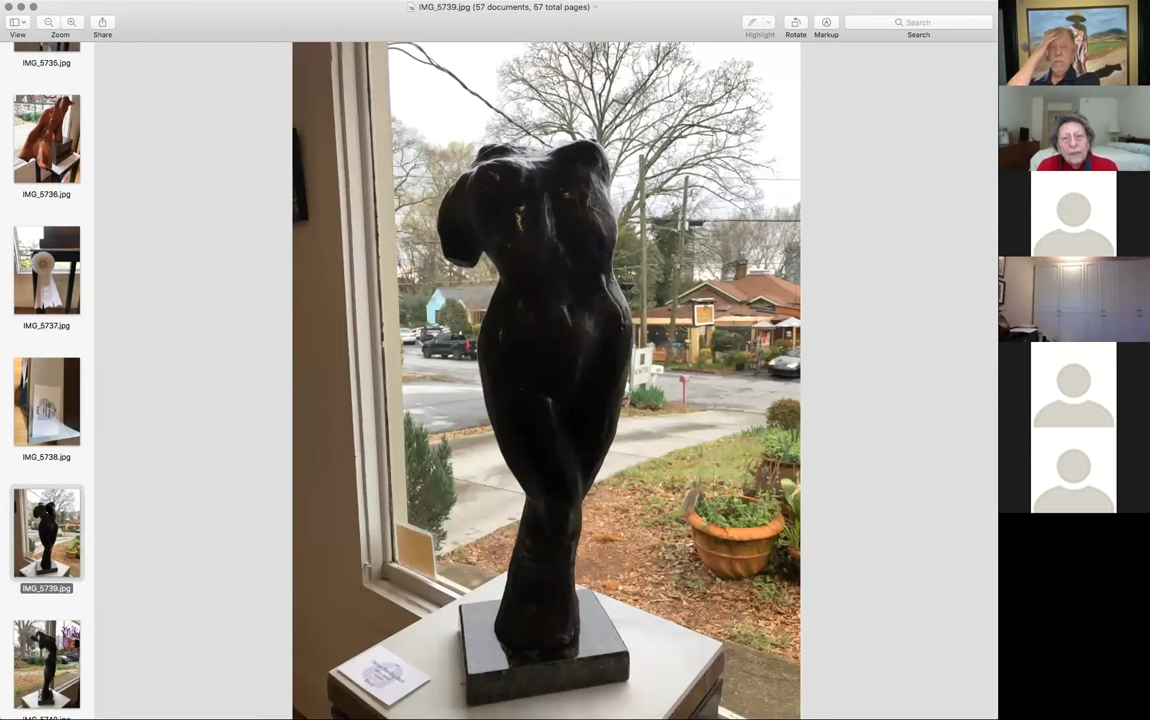 IMG_5739.jpg (57 documents, 57 total pages)
View
Zoom
Share
Highlight
Rotate
Markup
Search
Search
IMG_5735.jpg
IMG_5736.jpg
IMG_5737.jpg
IMG_5738.jpg
IMG_5739.jpg